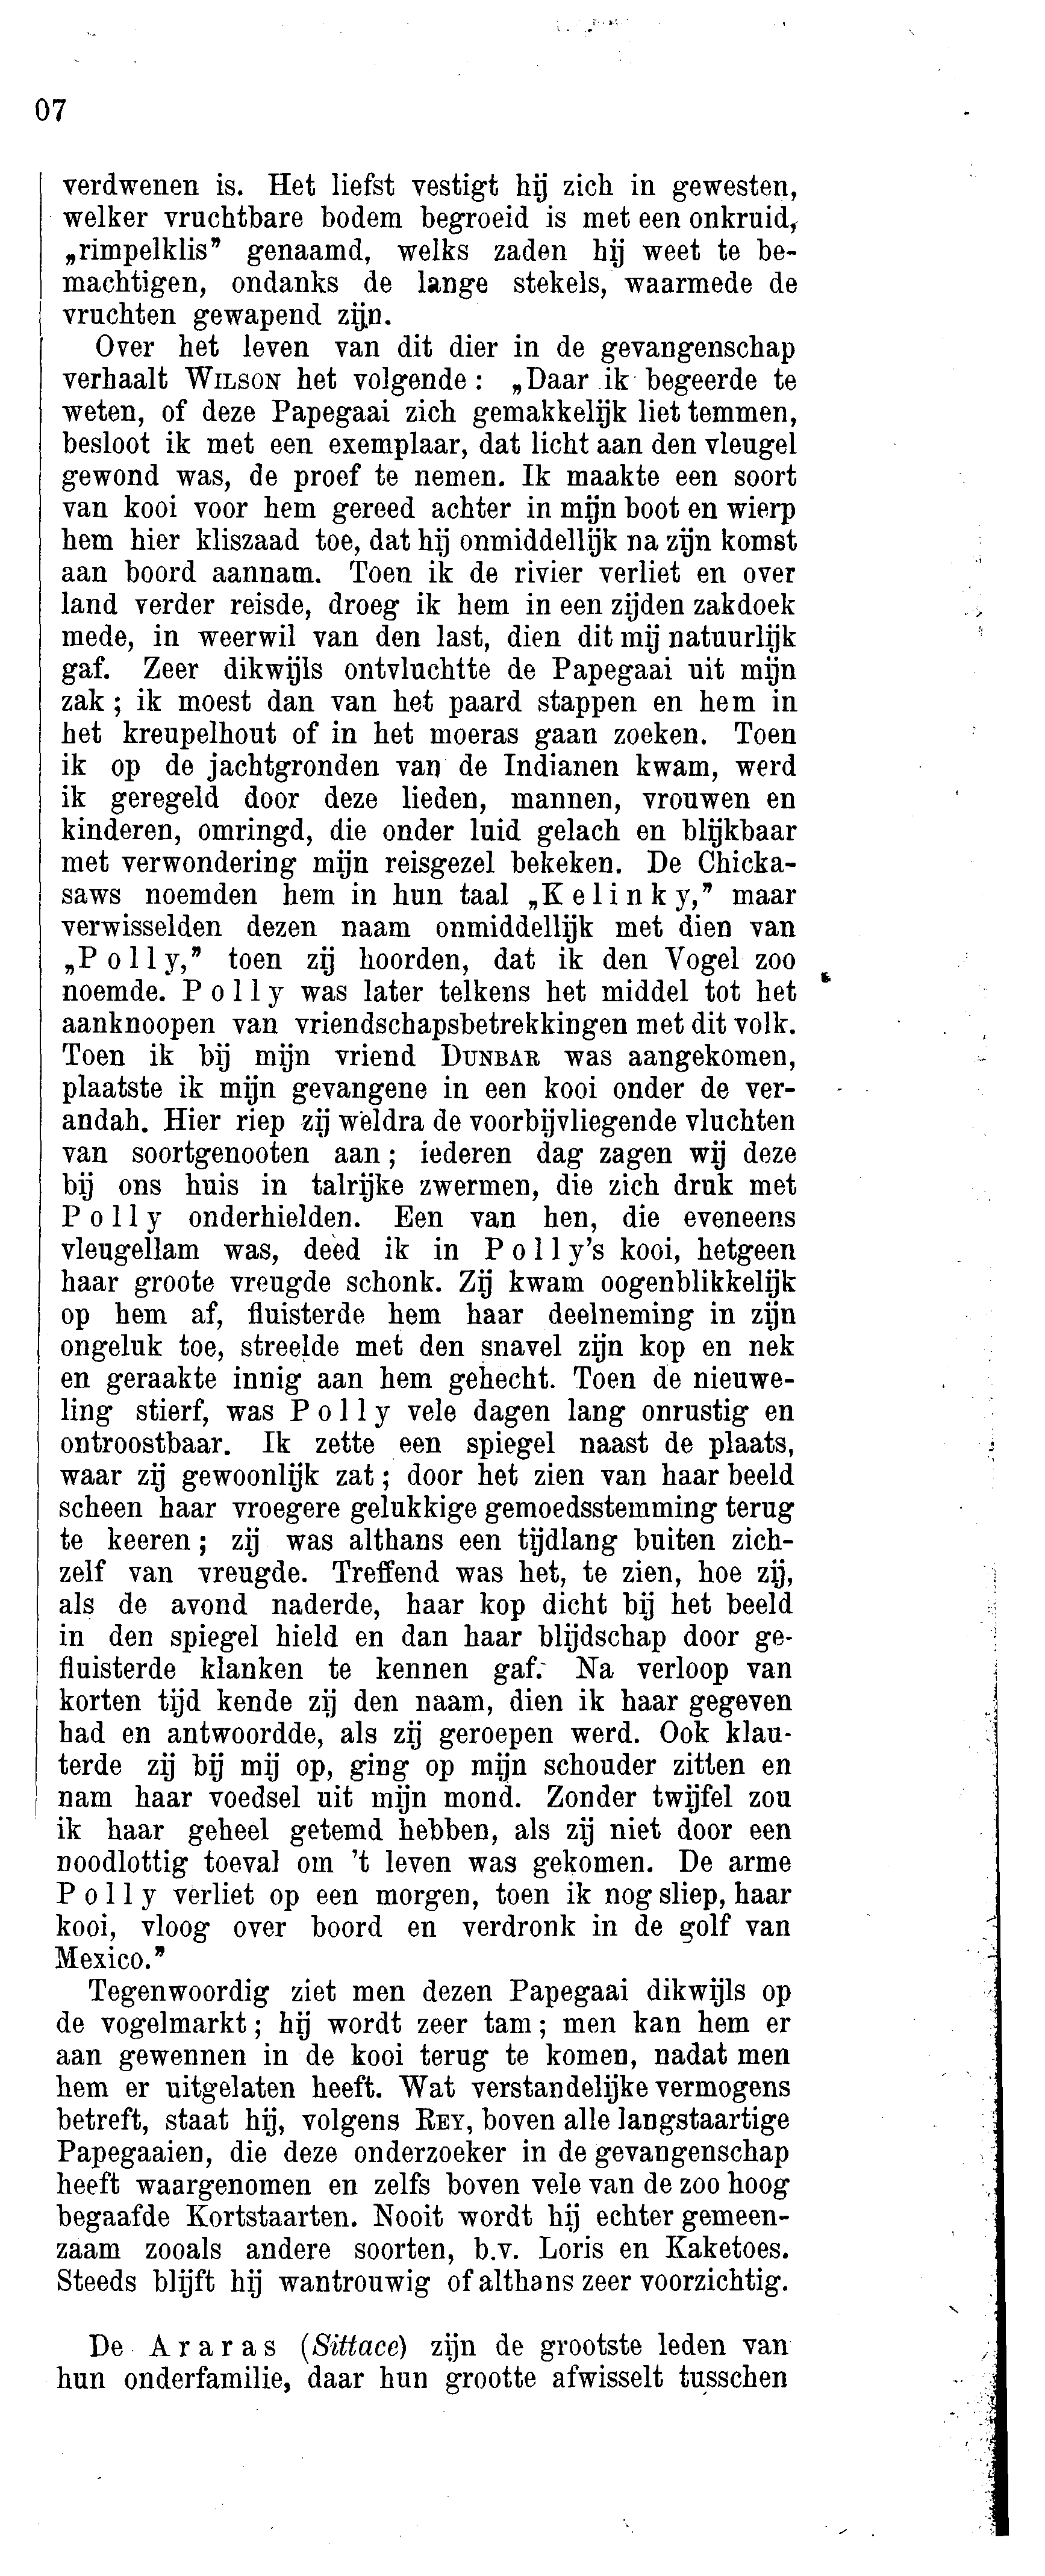 07
verdwenen is. Het liefst vestigt hij zich in gewesten,
welker vruchtbare bodem begroeid is met een onkruid,
„rimpelklis” genaamd, welks zaden hij weet te be-
machtigen, ondanks de lange stekels, waarmede de
vruchten gewapend zijn.
Over het leven van dit dier in de gevangenschap
verhaalt WILSON het volgende: „Daar ik begeerde te
weten, of deze Papegaai zich gemakkelijk liet temmen,
besloot ik met een exemplaar, dat licht aan den vleugel
gewond was, de proef te nemen. Ik maakte een soort
van kooi voor hem gereed achter in mijn boot en wierp
hem hier kliszaad toe, dat hij onmiddellijk na zijn komst
aan boord aannam. Toen ik de rivier verliet en over
land verder reisde, droeg ik hem in een zijden zakdoek
mede, in weerwil van den last, dien dit mij natuurlijk
gaf. Zeer dikwijls ontvluchtte de Papegaai uit mijn
zak; ik moest dan van het paard stappen en hem in
het kreupelhout of in het moeras gaan zoeken. Toen
ik op de jachtgronden van de Indianen kwam, werd
ik geregeld door deze lieden, mannen, vrouwen en
kinderen, omringd, die onder luid gelach en blijkbaar
met verwondering mijn reisgezel bekeken. De Chicka-
saws noemden hem in hun taal „Kelinky,” maar
verwisselden dezen naam onmiddellijk met dien van
„Polly,” toen zij hoorden, dat ik den Vogel zoo
noemde. Polly was later telkens het middel tot het
aanknoopen van vriendschapsbetrekkingen met dit volk.
Toen ik bij mijn vriend DUNBAR was aangekomen,
plaatste ik mijn gevangene in een kooi onder de ver-
andah. Hier riep zij weldra de voorbijvliegende vluchten
van soortgenooten aan; iederen dag zagen wij deze
bij ons huis in talrijke zwermen, die zich druk met
Polly onderhielden. Een van hen, die eveneens
vleugellam was, deed ik in Polly's kooi, hetgeen
haar groote vreugde schonk. Zij kwam oogenblikkelijk
op hem af, fluisterde hem haar deelneming in zijn
ongeluk toe, streelde met den snavel zijn kop en nek
en geraakte innig aan hem gehecht. Toen de nieuwe-
ling stierf, was Polly vele dagen lang onrustig en
ontroostbaar. Ik zette een spiegel naast de plaats,
waar zij gewoonlijk zat; door het zien van haar beeld
scheen haar vroegere gelukkige gemoedsstemming terug
te keeren; zij was althans een tijdlang buiten zich-
zelf van vreugde. Treffend was het, te zien, hoe zij,
als de avond naderde, haar kop dicht bij het beeld
in den spiegel hield en dan haar blijdschap door ge-
fluisterde klanken te kennen gaf. Na verloop van
korten tijd kende zij den naam, dien ik haar gegeven
had en antwoordde, als zij geroepen werd. Ook klau-
terde zij bij mij op, ging op mijn schouder zitten en
nam haar voedsel uit mijn mond. Zonder twijfel zou
ik haar geheel getemd hebben, als zij niet door een
noodlottig toeval om 't leven was gekomen. De arme
Polly verliet op een morgen, toen ik nog sliep, haar
kooi, vloog over boord en verdronk in de golf van
Mexico.”
Tegenwoordig ziet men dezen Papegaai dikwijls op
de vogelmarkt; hij wordt zeer tam; men kan hem er
aan gewennen in de kooi terug te komen, nadat men
hem er uitgelaten heeft. Wat verstandelijke vermogens
betreft, staat hij, volgens REY, boven alle langstaartige
Papegaaien, die deze onderzoeker in de gevangenschap
heeft waargenomen en zelfs boven vele van de zoo hoog
begaafde Kortstaarten. Nooit wordt hij echter gemeen-
zaam zooals andere soorten, b.v. Loris en Kaketoes.
Steeds blijft hij wantrouwig of althans zeer voorzichtig.
De Araras (Sittace) zijn de grootste leden van
hun onderfamilie, daar hun grootte afwisselt tusschen